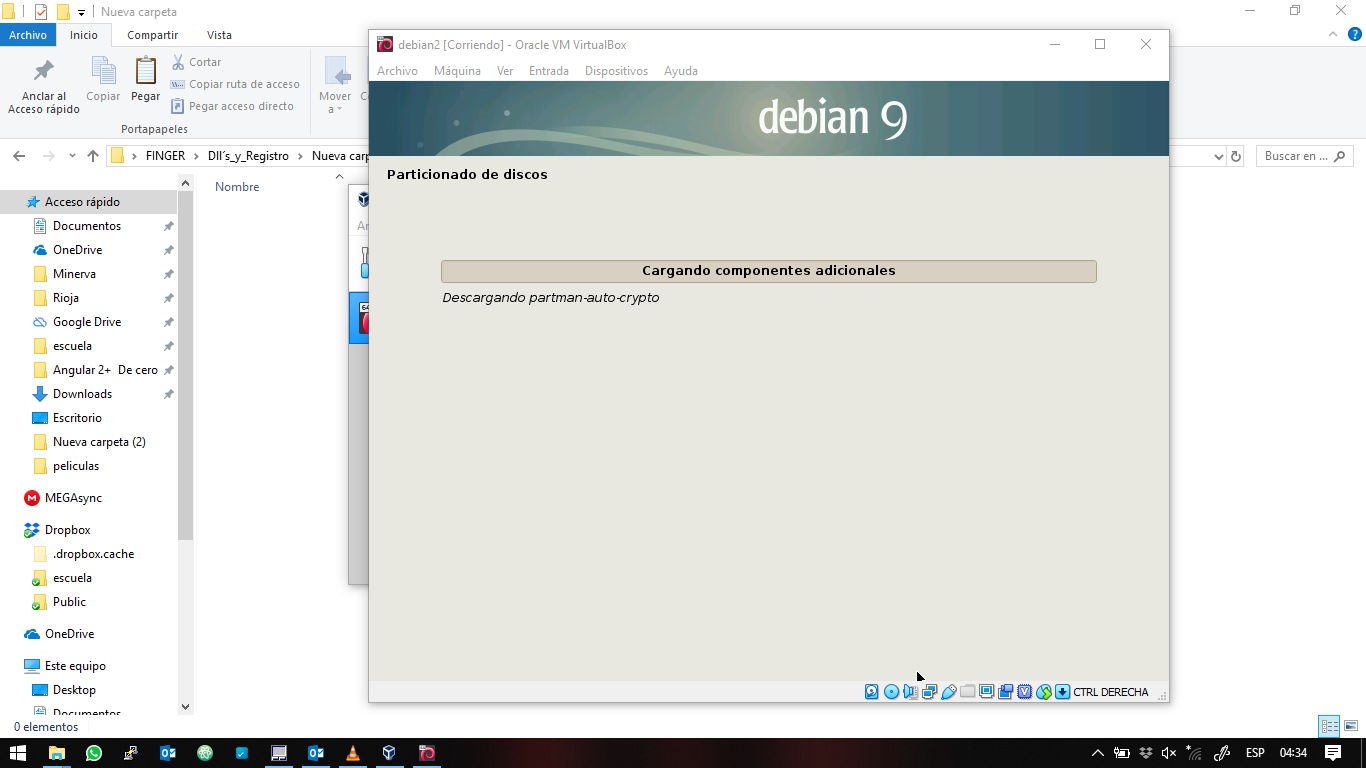 Nueva carpeta
Archivo
Inicio
Compartir
Vista
Anclar al
Acceso rápido
Copiar
Pegar
Cortar
Copiar ruta de acceso
Pegar acceso directo
Mover
a
Portapapeles
FINGER
Dll´s_y_Registro
Nueva carp
Buscar en ...
Nombre
Acceso rápido
Documentos
OneDrive
Minerva
Rioja
Google Drive
escuela
Angular 2+ De cero
Downloads
Escritorio
Nueva carpeta (2)
peliculas
MEGAsync
Dropbox
.dropbox.cache
escuela
Public
OneDrive
Este equipo
Desktop
Documentos
0 elementos
debian2 [Corriendo] - Oracle VM VirtualBox
Archivo Máquina Ver Entrada Dispositivos Ayuda
debian 9
Particionado de discos
Cargando componentes adicionales
Descargando partman-auto-crypto
CTRL DERECHA
ESP
04:34